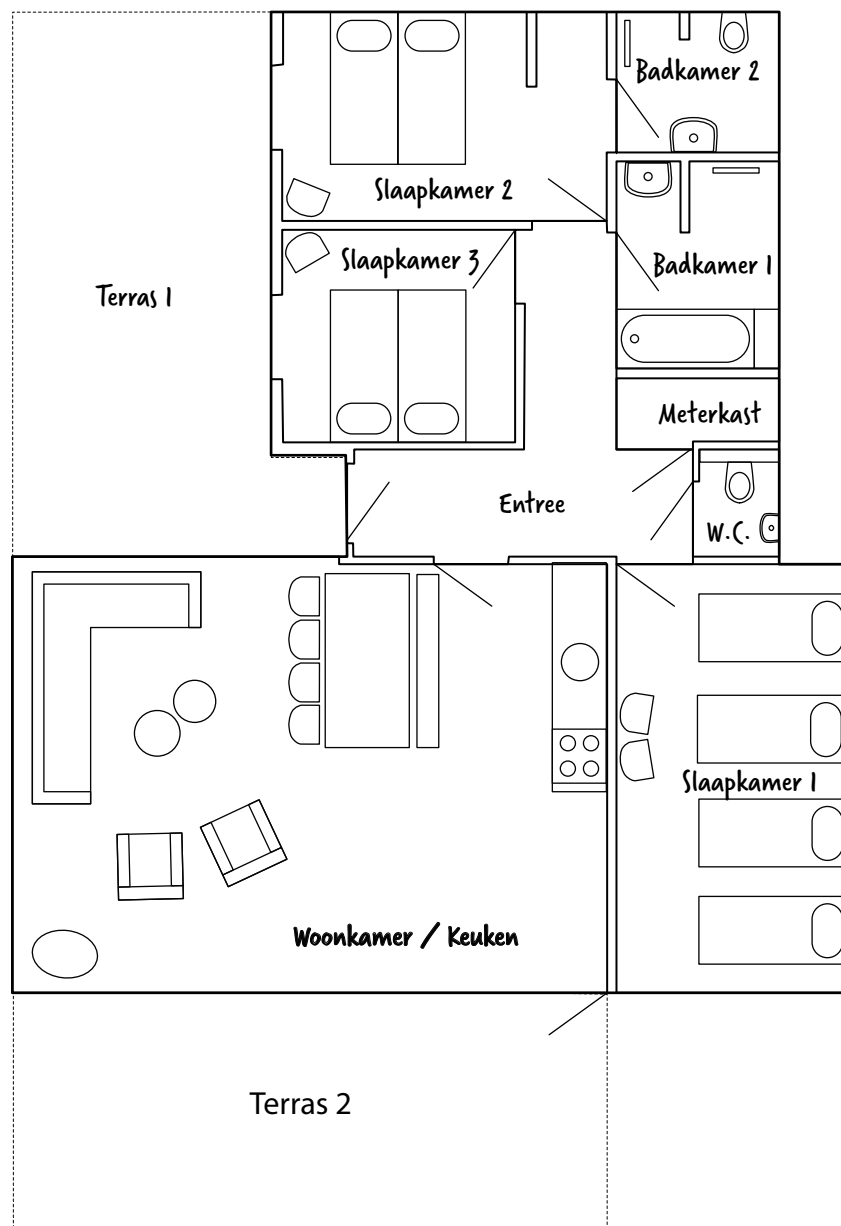 Badkamer 2
Slaapkamer 2
Slaapkamer 3
Badkamer 1
Terras 1
Meterkast
Entree
W.C.
Slaapkamer 1
Woonkamer / Keuken
Terras 2